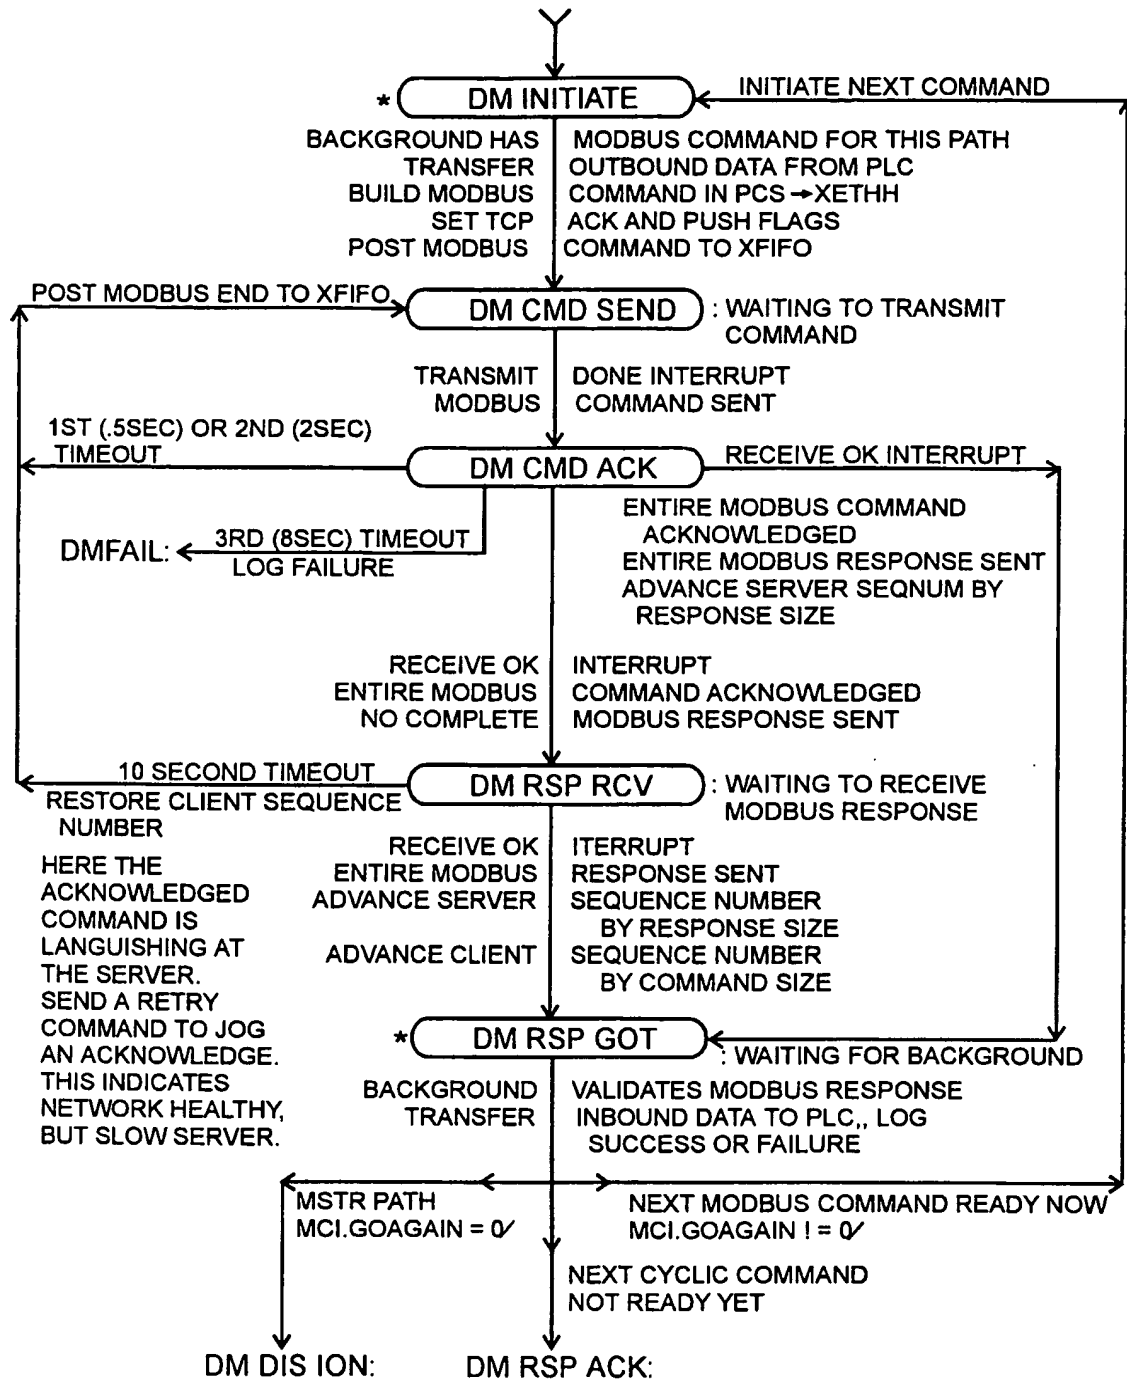 * DM INITIATE
INITIATE NEXT COMMAND
BACKGROUND HAS MODBUS COMMAND FOR THIS PATH
TRANSFER OUTBOUND DATA FROM PLC
BUILD MODBUS COMMAND IN PCS →XETHH
SET TCP ACK AND PUSH FLAGS
POST MODBUS COMMAND TO XFIFO
POST MODBUS END TO XFIFO
DM CMD SEND : WAITING TO TRANSMIT
COMMAND
TRANSMIT DONE INTERRUPT
MODBUS COMMAND SENT
1ST (.5SEC) OR 2ND (2SEC)
TIMEOUT
DM CMD ACK
RECEIVE OK INTERRUPT
3RD (8SEC) TIMEOUT
DMFAIL:
LOG FAILURE
ENTIRE MODBUS COMMAND
ACKNOWLEDGED
ENTIRE MODBUS RESPONSE SENT
ADVANCE SERVER SEQNUM BY
RESPONSE SIZE
RECEIVE OK INTERRUPT
ENTIRE MODBUS COMMAND ACKNOWLEDGED
NO COMPLETE MODBUS RESPONSE SENT
10 SECOND TIMEOUT
RESTORE CLIENT SEQUENCE
NUMBER
DM RSP RCV : WAITING TO RECEIVE
MODBUS RESPONSE
HERE THE
ACKNOWLEDGED
COMMAND IS
LANGUISHING AT
THE SERVER.
SEND A RETRY
COMMAND TO JOG
AN ACKNOWLEDGE.
THIS INDICATES
NETWORK HEALTHY,
BUT SLOW SERVER.
RECEIVE OK ITERRUPT
ENTIRE MODBUS RESPONSE SENT
ADVANCE SERVER SEQUENCE NUMBER
BY RESPONSE SIZE
ADVANCE CLIENT SEQUENCE NUMBER
BY COMMAND SIZE
* DM RSP GOT
: WAITING FOR BACKGROUND
BACKGROUND VALIDATES MODBUS RESPONSE
TRANSFER INBOUND DATA TO PLC,, LOG
SUCCESS OR FAILURE
MSTR PATH
MCI.GOAGAIN = 0/
NEXT MODBUS COMMAND READY NOW
MCI.GOAGAIN ! = 0/
NEXT CYCLIC COMMAND
NOT READY YET
DM DIS ION:
DM RSP ACK: